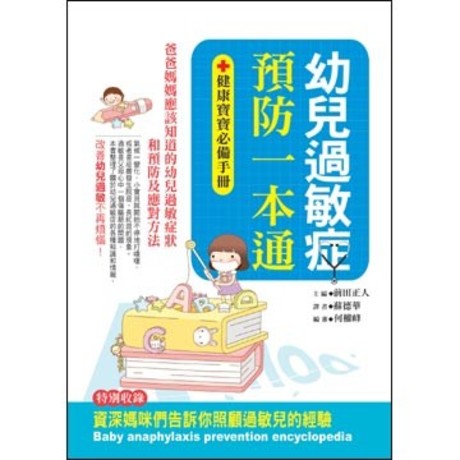 幼兒過敏症
預防一本通
✚健康寶寶必備手冊
爸爸媽媽應該知道的幼兒過敏症狀
和預防及應對方法
改善幼兒過敏不再煩惱！
主編✦前田正人
譯者✦蘇德華
編審✦何權峰
A
特別收錄
資深媽咪們告訴你照顧過敏兒的經驗
Baby anaphylaxis prevention encyclopedia